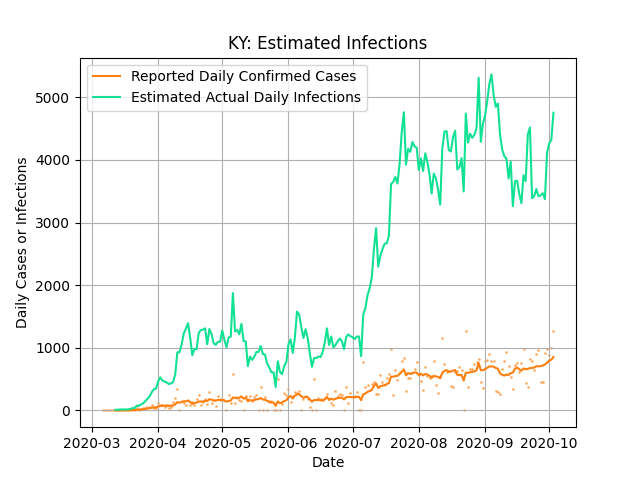 KY: Estimated Infections
Reported Daily Confirmed Cases
Estimated Actual Daily Infections
Daily Cases or Infections
5000
4000
3000
2000
1000
0
2020-03 2020-04 2020-05 2020-06 2020-07 2020-08 2020-09 2020-10
Date